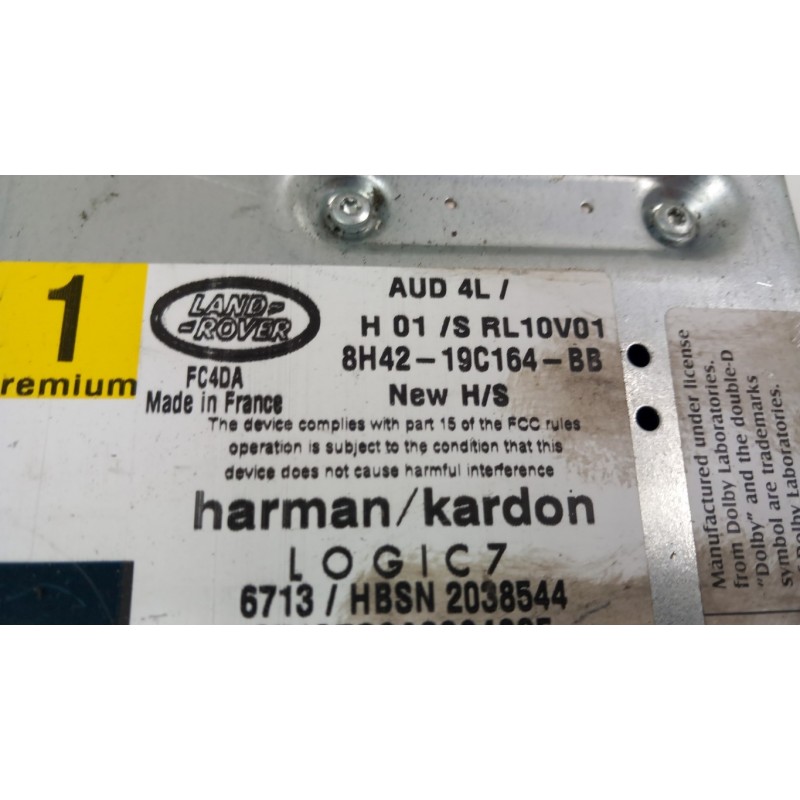 1
remium
LAND-
-ROVER
FC4DA
Made in France
AUD 4L /
H 01 /S RL10V01
8H42-19C164-BB
New H/S
The device complies with part 15 of the FCC rules
operation is subject to the condition that this
device does not cause harmful interference
harman/kardon
LOGIC7
6713 / HBSN 2038544
Manufactured under license
from Dolby Laboratories.
"Dolby" and the double-D
symbol are trademarks
Dolby Laboratories.